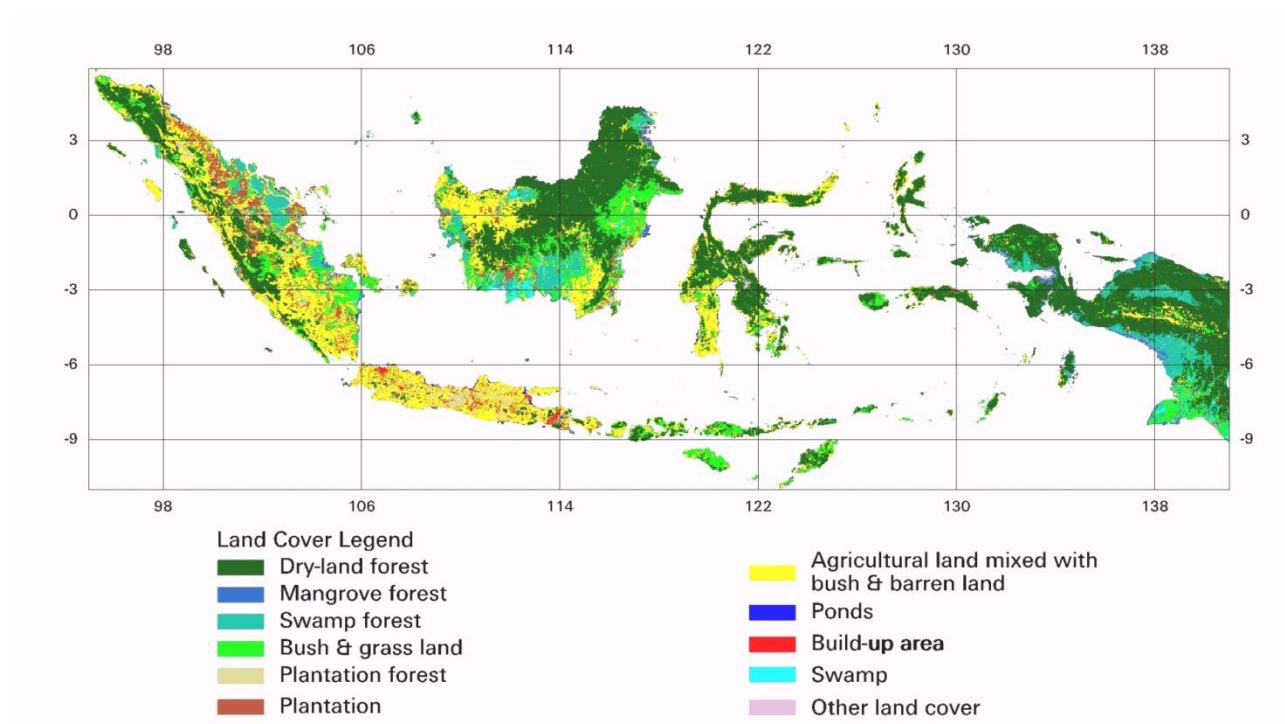 98 106 114 122 130 138
3 3
0 0
-3 -3
-6 -6
-9 -9
98 106 114 122 130 138
Land Cover Legend
Dry-land forest
Mangrove forest
Swamp forest
Bush & grass land
Plantation forest
Plantation
Agricultural land mixed with
bush & barren land
Ponds
Build-up area
Swamp
Other land cover